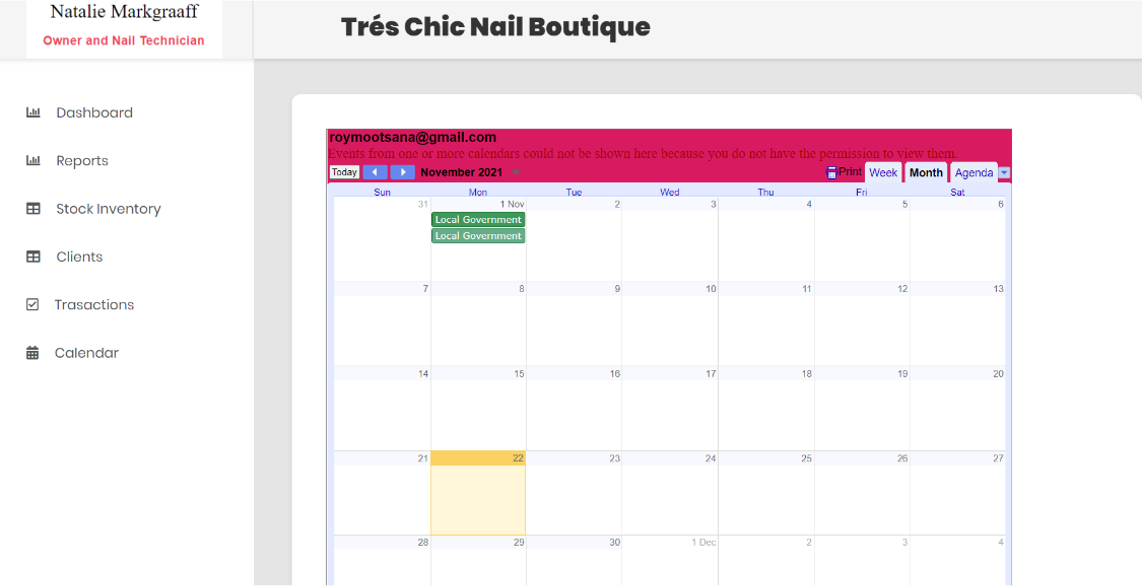 Natalie Markgraaff
Owner and Nail Technician
Trés Chic Nail Boutique
Dashboard
Reports
Stock Inventory
Clients
Trasactions
Calendar
roymootsana@gmail.com
Events from one or more calendars could not be shown here because you do not have the permission to view them.
Today November 2021 Print Week Month Agenda
Sun Mon Tue Wed Thu Fri Sat
31 1 Nov 2 3 4 5 6
Local Government
Local Government
7 8 9 10 11 12 13
14 15 16 17 18 19 20
21 22 23 24 25 26 27
28 29 30 1 Dec 2 3 4